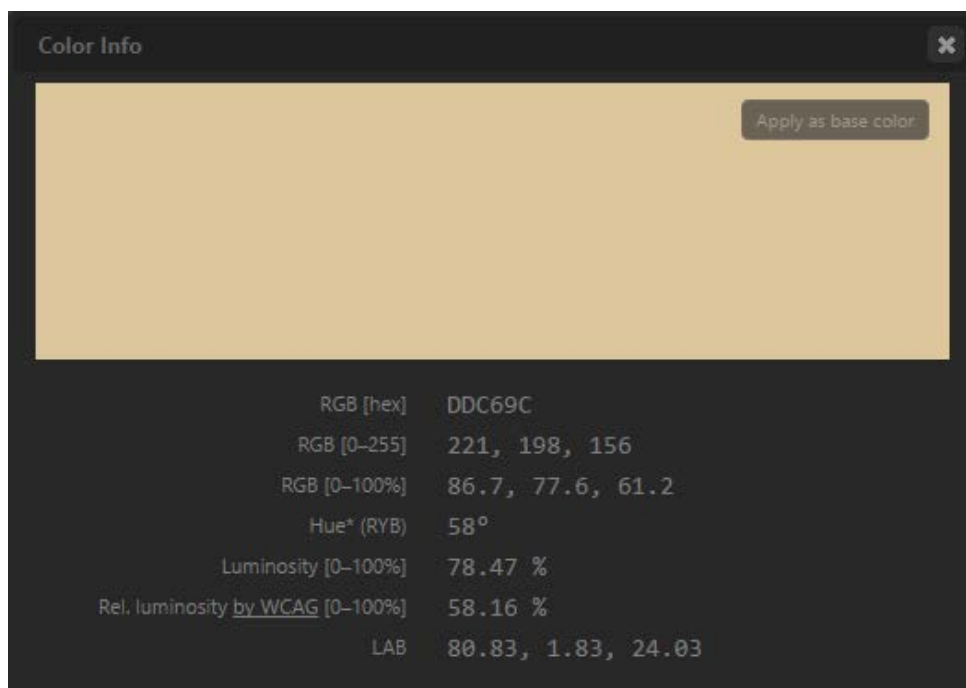 Color Info
Apply as base color
RGB [hex] DDC69C
RGB [0–255] 221, 198, 156
RGB [0–100%] 86.7, 77.6, 61.2
Hue* (RYB) 58°
Luminosity [0–100%] 78.47 %
Rel. luminosity by WCAG [0–100%] 58.16 %
LAB 80.83, 1.83, 24.03